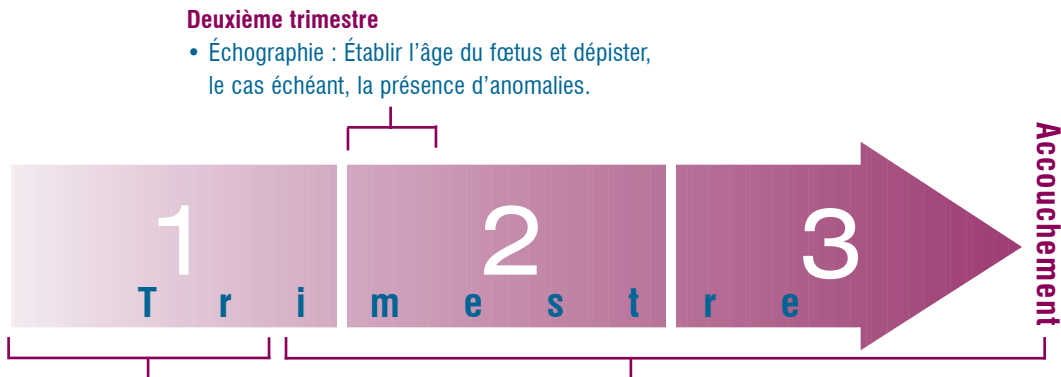 Deuxième trimestre
• Échographie : Établir l’âge du fœtus et dépister,
le cas échéant, la présence d’anomalies.
1 2 3
Trimestre
Accouchement